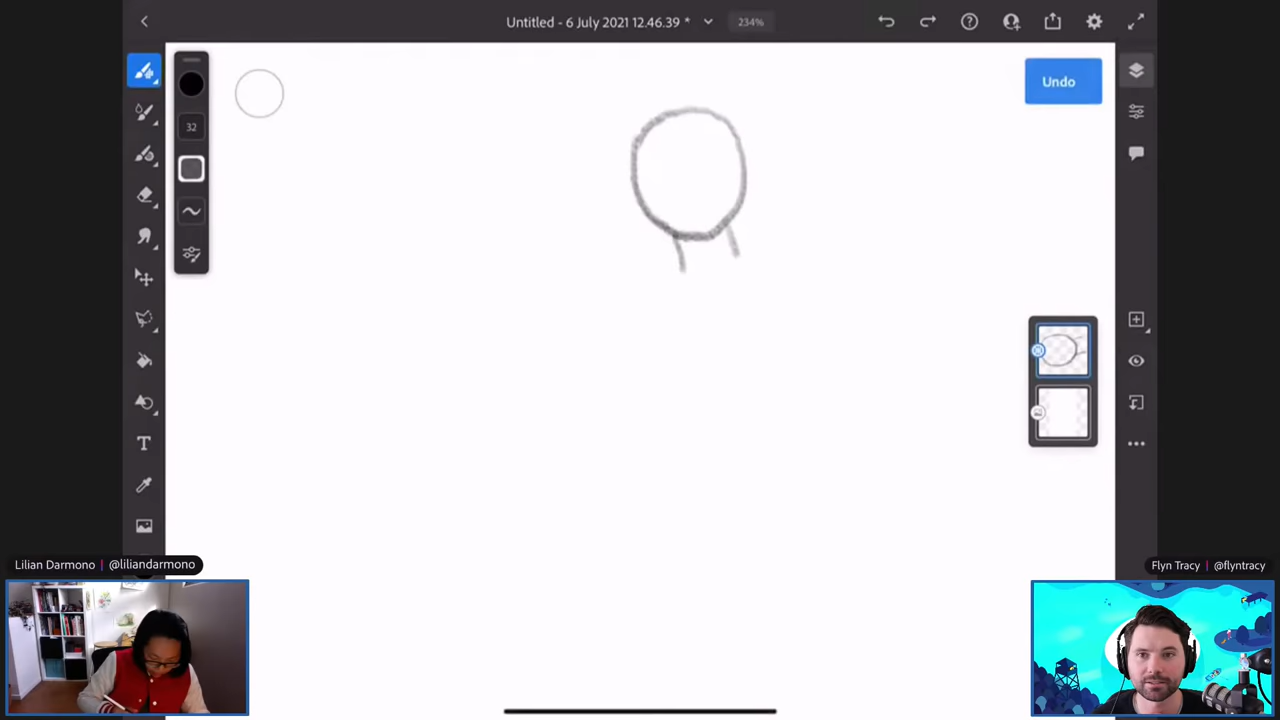 Untitled - 6 July 2021 12.46.39 *
234%
Undo
32
T
Lilian Darmono | @liliandarmono
Flyn Tracy | @flyntracy